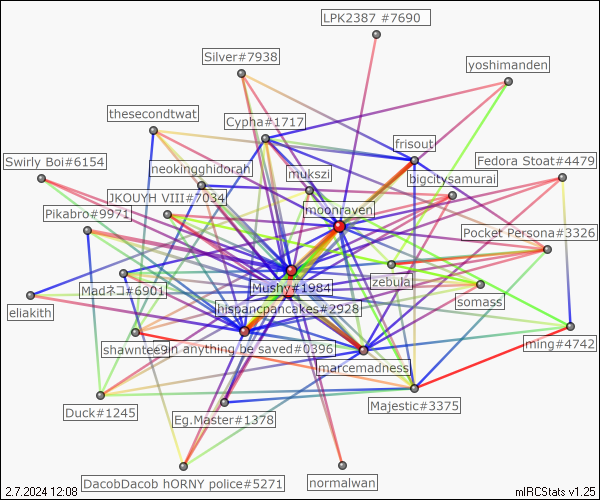 LPK2387 #7690
Silver#7938
yoshimanden
thesecondtwat
Cypha#1717
frisout
Swirly Boi#6154
neokingghidorah
mukszi
Fedora Stoat#4479
bigcitysamurai
JKOUYH VIII#7034
Pikabro#9971
moonraven
Pocket Persona#3326
Madネコ#6901
Mushy#1984
zebula
eliakith
hispancpancakes#2928
somass
shawntee
in anything be saved#0396
ming#4742
marcemadness
Duck#1245
Eg.Master#1378
Majestic#3375
DacobDacob hORNY police#5271
normalwan
2.7.2024 12:08
mIRCStats v1.25